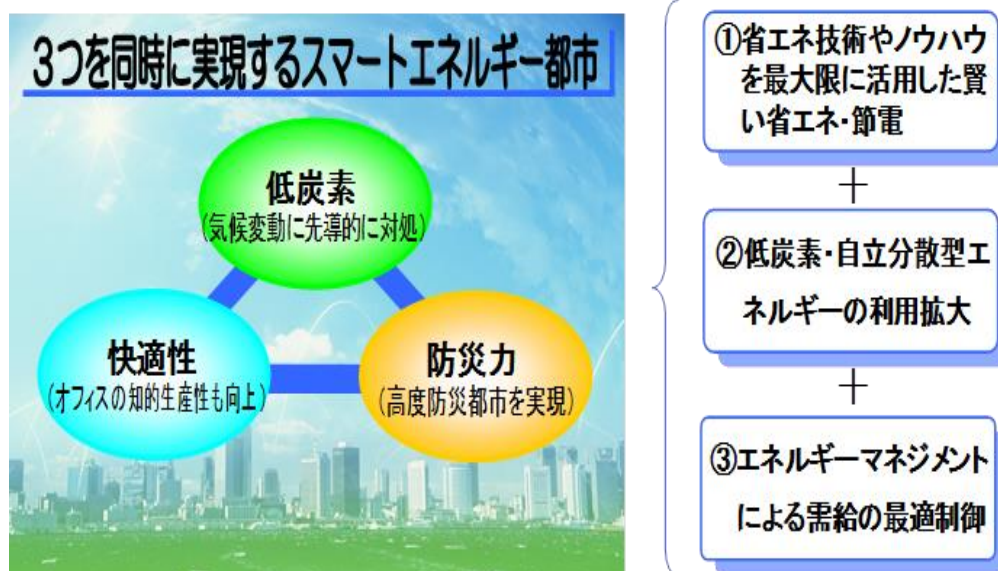 3つを同時に実現するスマートエネルギー都市
低炭素
(気候変動に先導的に対処)
快適性
(オフィスの知的生産性も向上)
防災力
(高度防災都市を実現)
①省エネ技術やノウハウ
を最大限に活用した賢
い省エネ・節電
+
②低炭素・自立分散型エ
ネルギーの利用拡大
+
③エネルギーマネジメント
による需給の最適制御